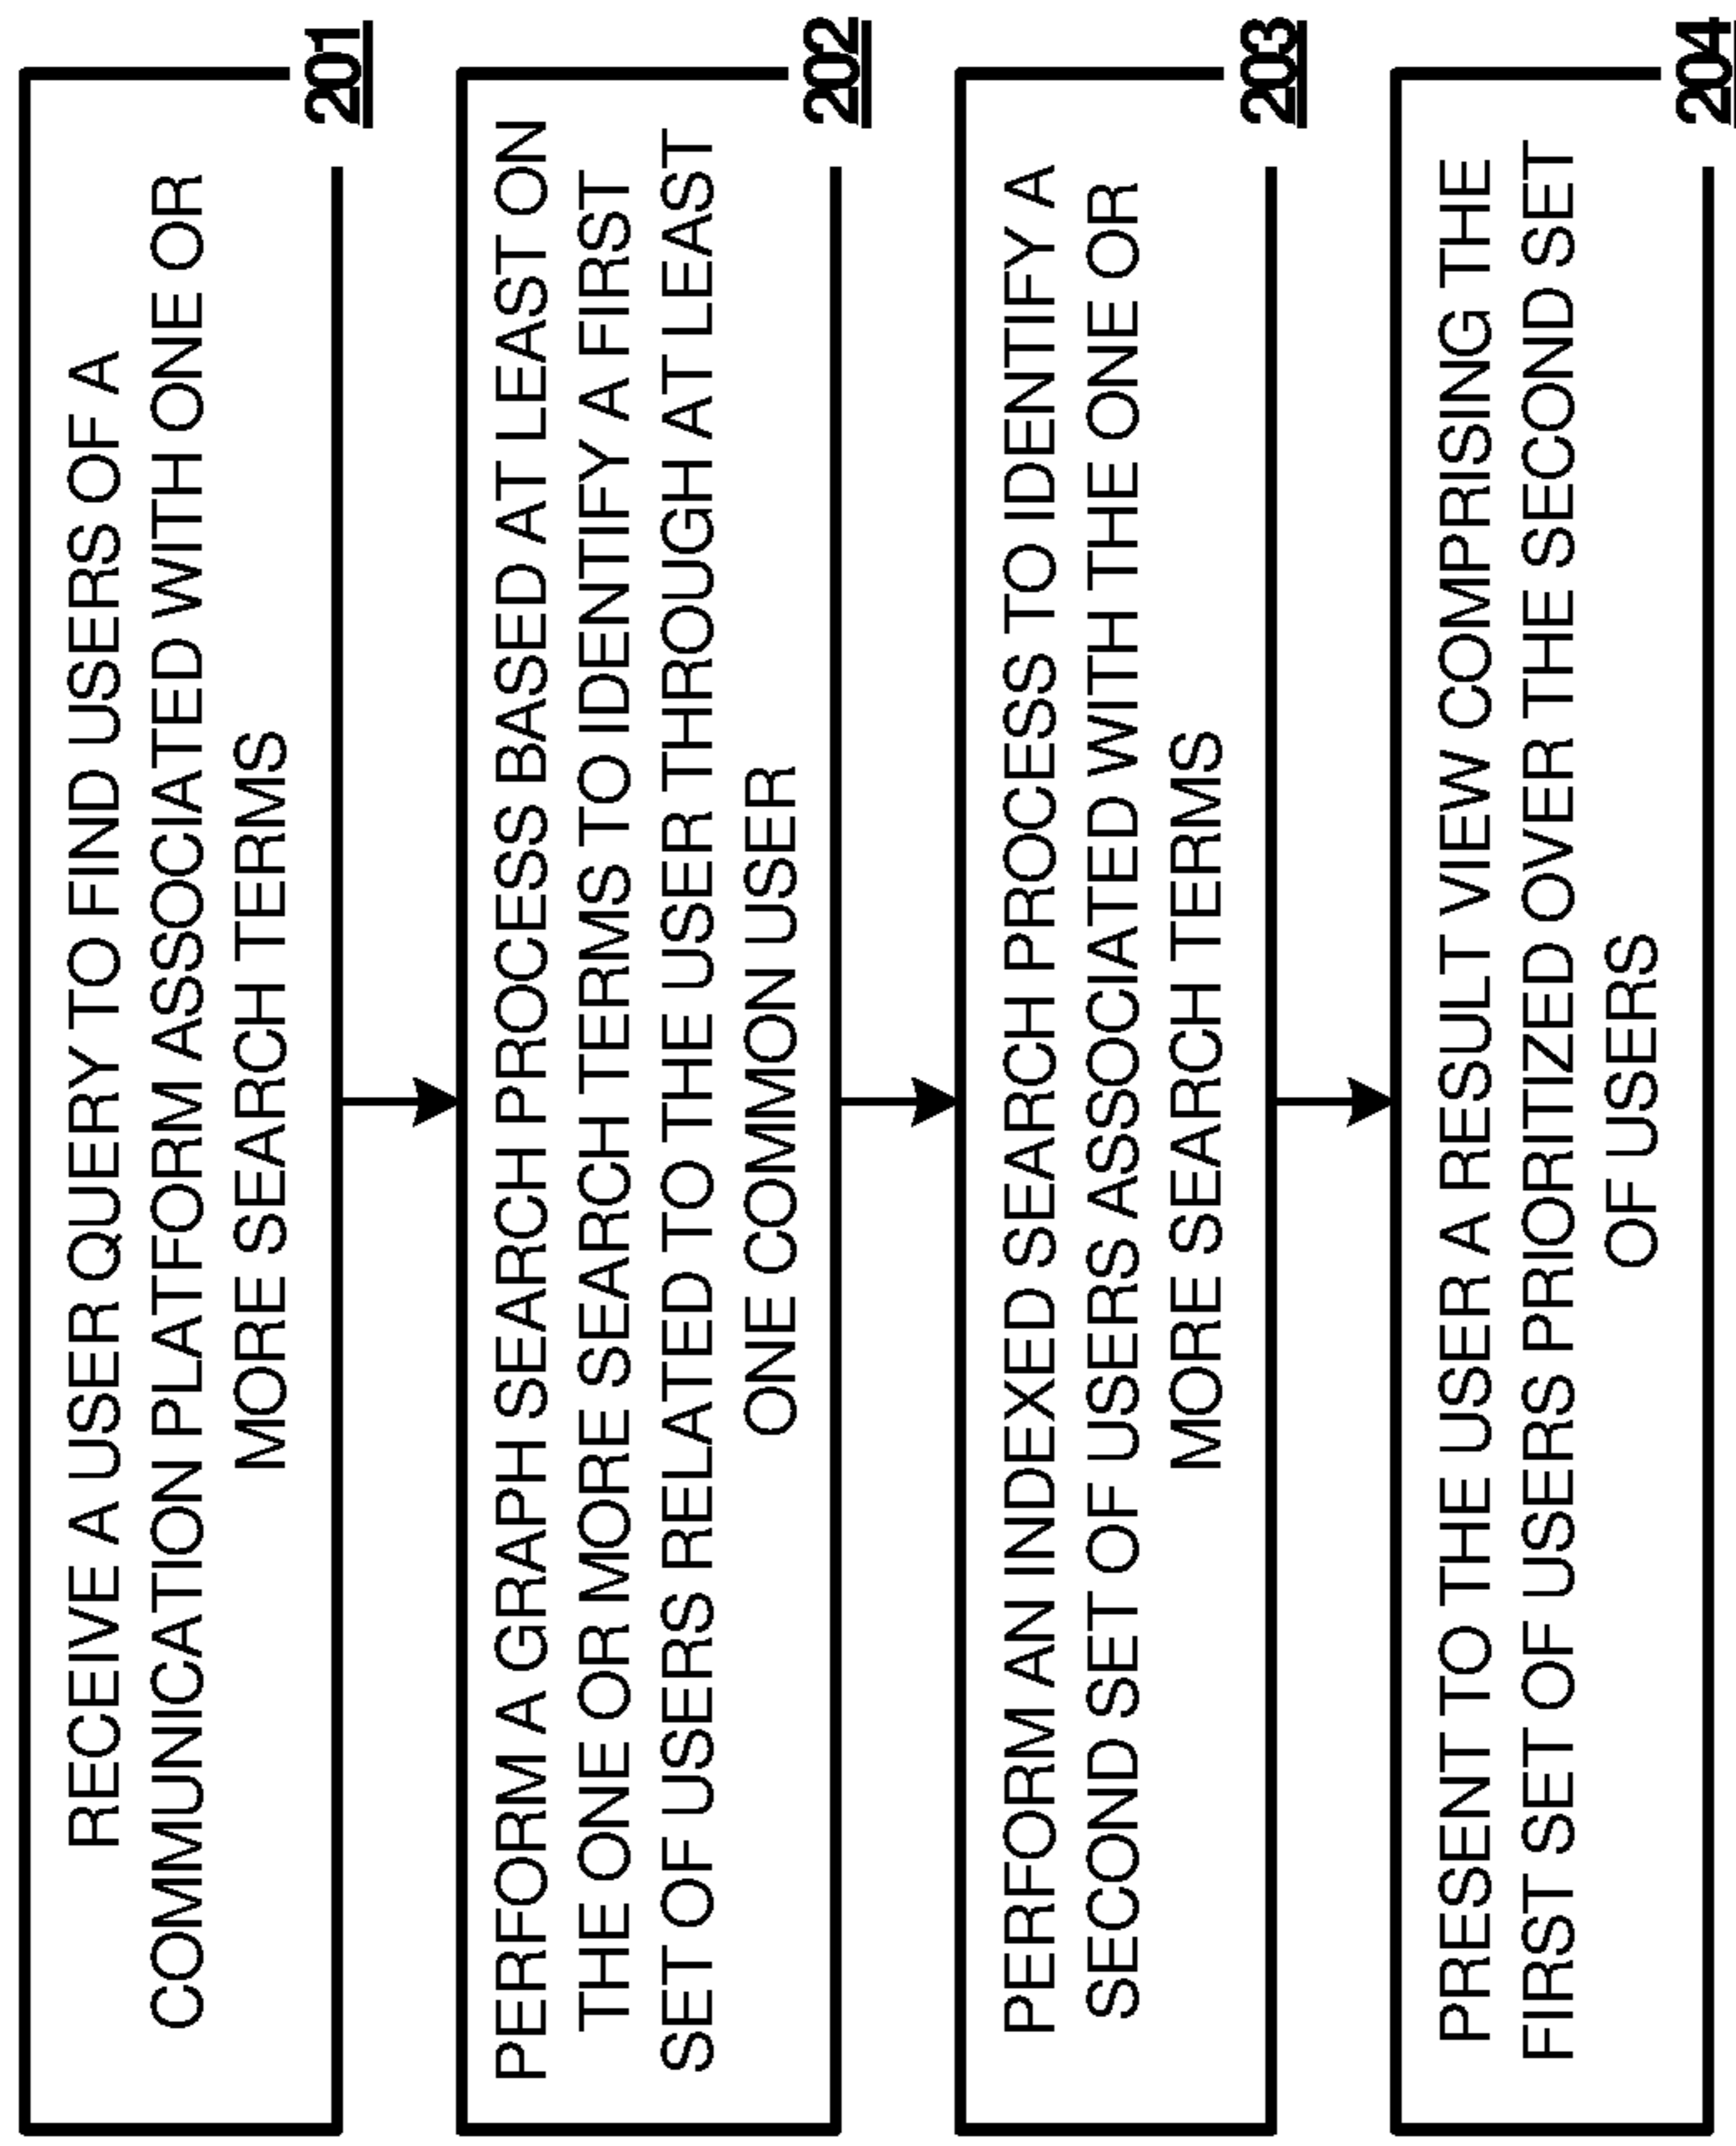 RECEIVE A USER QUERY TO FIND USERS OF A
COMMUNICATION PLATFORM ASSOCIATED WITH ONE OR
MORE SEARCH TERMS
201
PERFORM A GRAPH SEARCH PROCESS BASED AT LEAST ON
THE ONE OR MORE SEARCH TERMS TO IDENTIFY A FIRST
SET OF USERS RELATED TO THE USER THROUGH AT LEAST
ONE COMMON USER
202
PERFORM AN INDEXED SEARCH PROCESS TO IDENTIFY A
SECOND SET OF USERS ASSOCIATED WITH THE ONE OR
MORE SEARCH TERMS
203
PRESENT TO THE USER A RESULT VIEW COMPRISING THE
FIRST SET OF USERS PRIORITIZED OVER THE SECOND SET
OF USERS
204